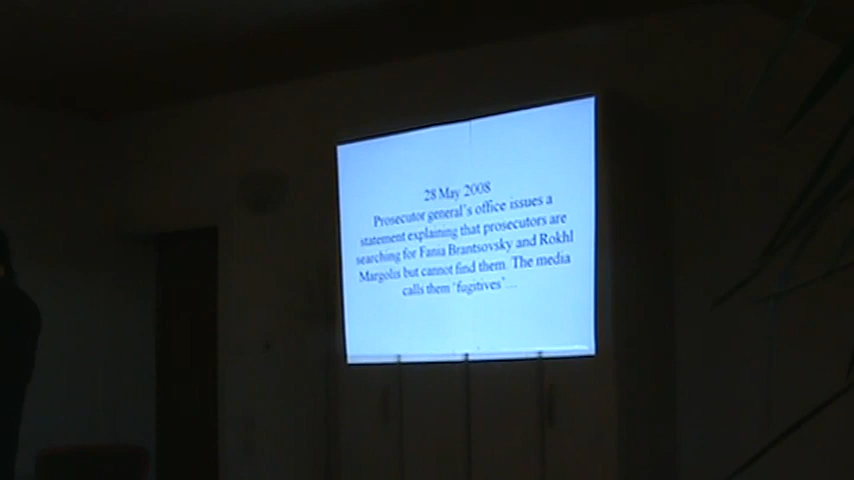 28 May 2008
Prosecutor general's office issues a
statement explaining that prosecutors are
searching for Fania Brantsovsky and Rokhl
Margolis but cannot find them. The media
calls them ‘fugitives’...